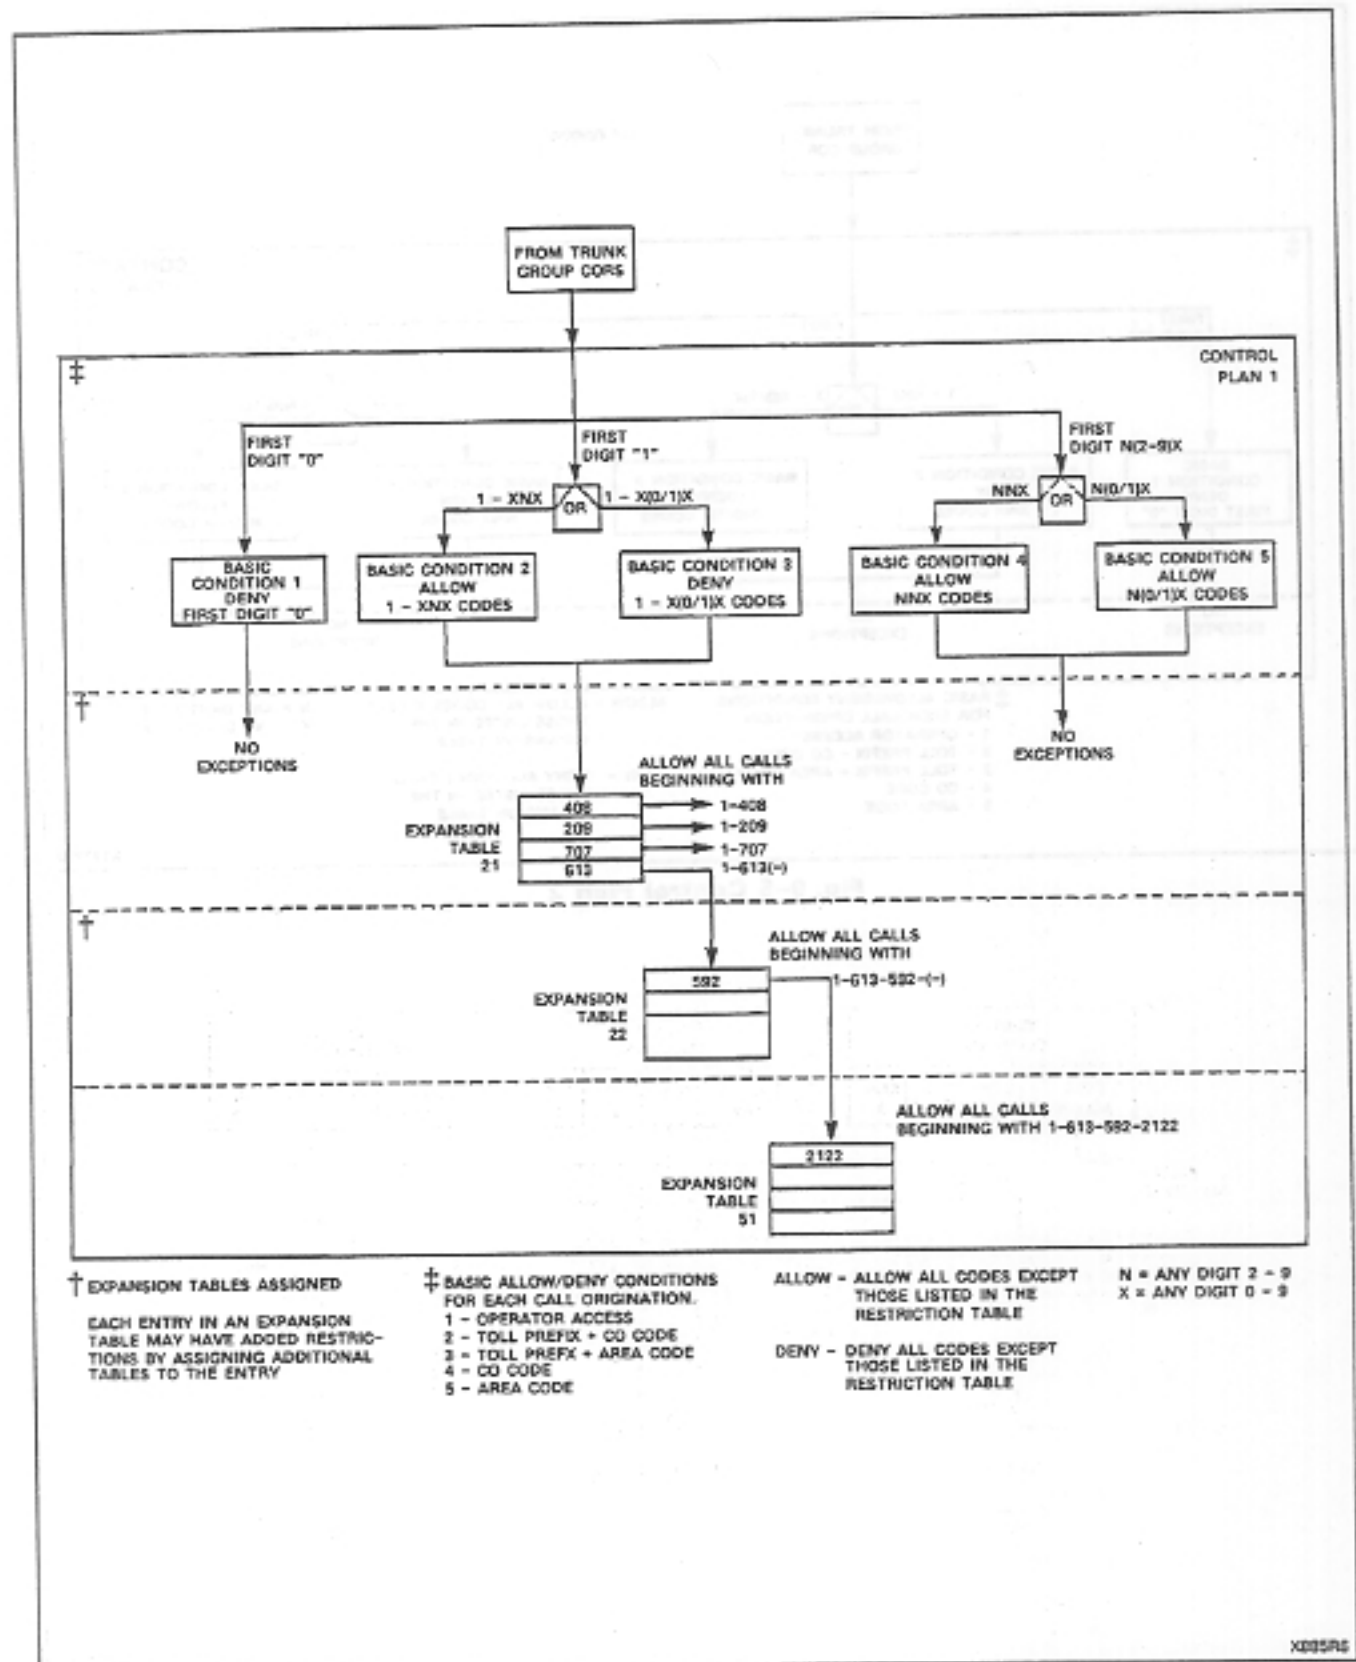 FROM TRUNK
GROUP CORS
‡
CONTROL
PLAN 1
FIRST
DIGIT "0"
FIRST
DIGIT "1"
FIRST
DIGIT N(2-9)X
1 - XNX
OR
1 - X(0/1)X
NNX
OR
N(0/1)X
BASIC
CONDITION 1
DENY
FIRST DIGIT "0"
BASIC CONDITION 2
ALLOW
1 - XNX CODES
BASIC CONDITION 3
DENY
1 - X(0/1)X CODES
BASIC CONDITION 4
ALLOW
NNX CODES
BASIC CONDITION 5
ALLOW
N(0/1)X CODES
†
NO
EXCEPTIONS
NO
EXCEPTIONS
ALLOW ALL CALLS
BEGINNING WITH
EXPANSION
TABLE
21
408
209
707
613
1-408
1-209
1-707
1-613(-)
†
ALLOW ALL CALLS
BEGINNING WITH
EXPANSION
TABLE
22
592
1-613-592-(-)
ALLOW ALL CALLS
BEGINNING WITH 1-613-592-2122
EXPANSION
TABLE
51
2122
† EXPANSION TABLES ASSIGNED
EACH ENTRY IN AN EXPANSION
TABLE MAY HAVE ADDED RESTRIC-
TIONS BY ASSIGNING ADDITIONAL
TABLES TO THE ENTRY
‡ BASIC ALLOW/DENY CONDITIONS
FOR EACH CALL ORIGINATION.
1 - OPERATOR ACCESS
2 - TOLL PREFIX + CO CODE
3 - TOLL PREFX + AREA CODE
4 - CO CODE
5 - AREA CODE
ALLOW - ALLOW ALL CODES EXCEPT
THOSE LISTED IN THE
RESTRICTION TABLE
DENY - DENY ALL CODES EXCEPT
THOSE LISTED IN THE
RESTRICTION TABLE
N = ANY DIGIT 2 - 9
X = ANY DIGIT 0 - 9